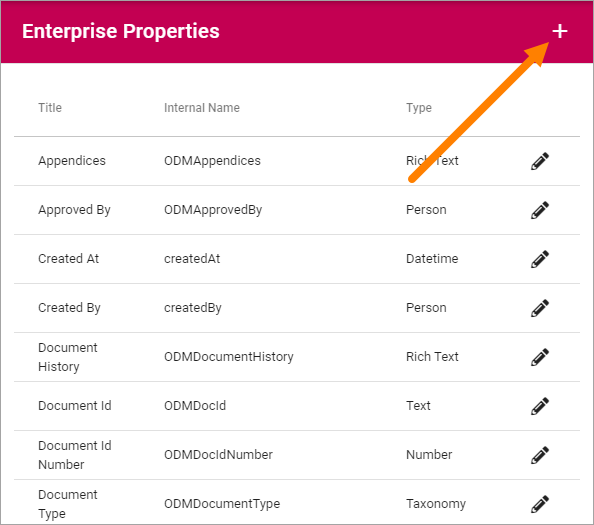 Enterprise Properties +
Title Internal Name Type
Appendices ODMAppendices Rich Text
Approved By ODMApprovedBy Person
Created At createdAt Datetime
Created By createdBy Person
Document
History ODMDocumentHistory Rich Text
Document Id ODMDocId Text
Document Id
Number ODMDocIdNumber Number
Document
Type ODMDocumentType Taxonomy